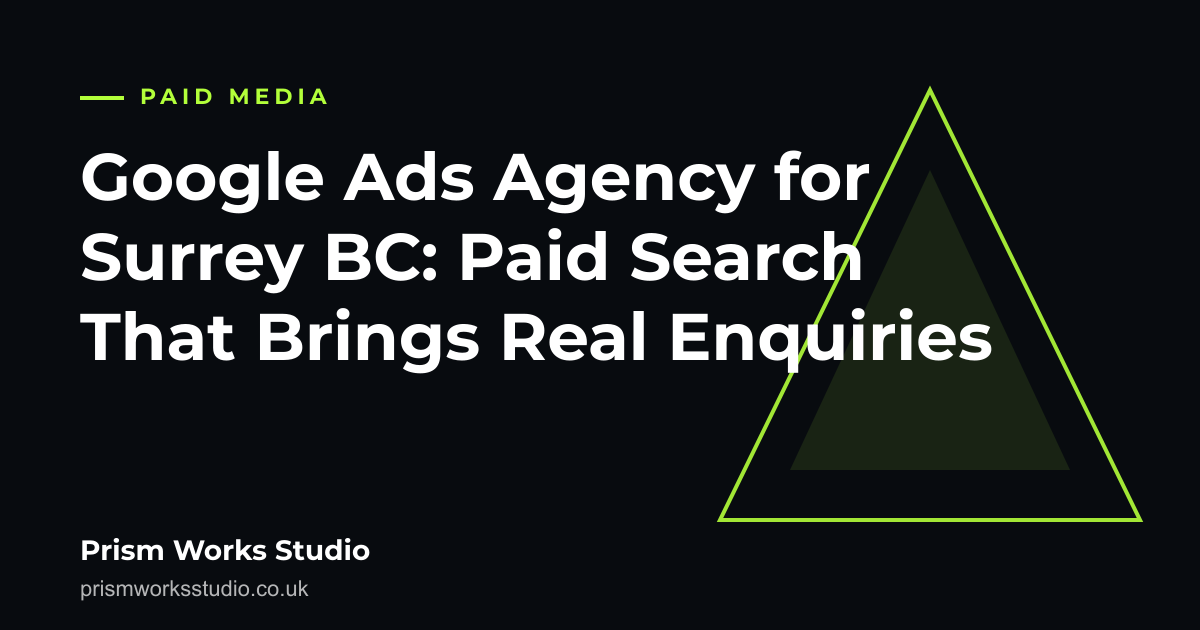 PAID MEDIA
Google Ads Agency for
Surrey BC: Paid Search
That Brings Real Enquiries
Prism Works Studio
prismworksstudio.co.uk